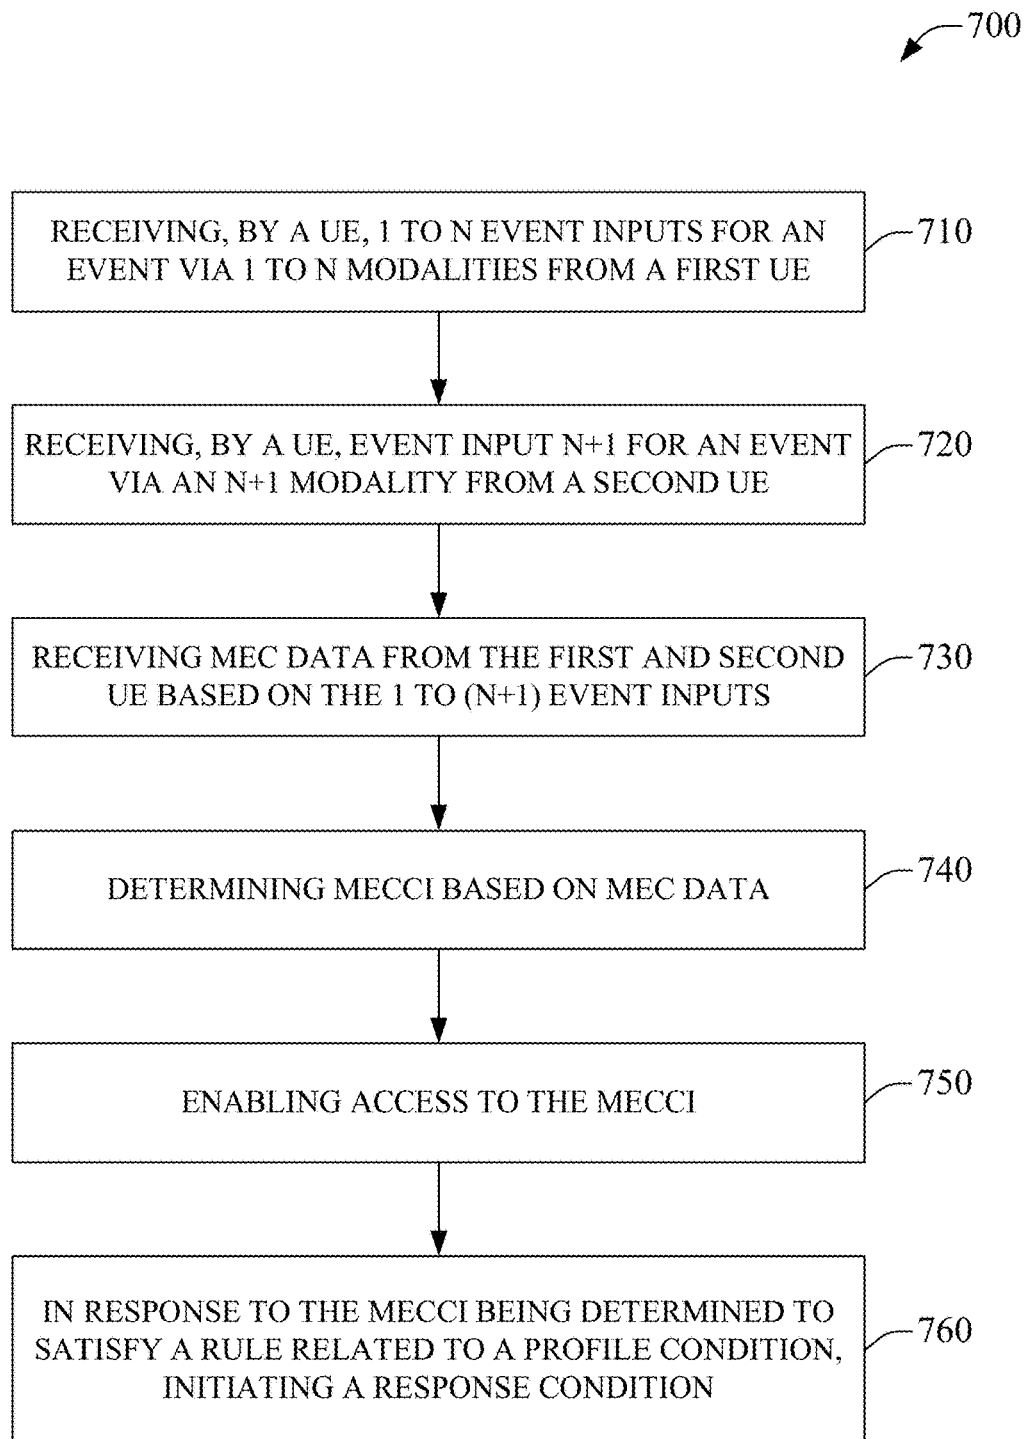 700
RECEIVING, BY A UE, 1 TO N EVENT INPUTS FOR AN
EVENT VIA 1 TO N MODALITIES FROM A FIRST UE
710
RECEIVING, BY A UE, EVENT INPUT N+1 FOR AN EVENT
VIA AN N+1 MODALITY FROM A SECOND UE
720
RECEIVING MEC DATA FROM THE FIRST AND SECOND
UE BASED ON THE 1 TO (N+1) EVENT INPUTS
730
DETERMINING MECCI BASED ON MEC DATA
740
ENABLING ACCESS TO THE MECCI
750
IN RESPONSE TO THE MECCI BEING DETERMINED TO
SATISFY A RULE RELATED TO A PROFILE CONDITION,
INITIATING A RESPONSE CONDITION
760